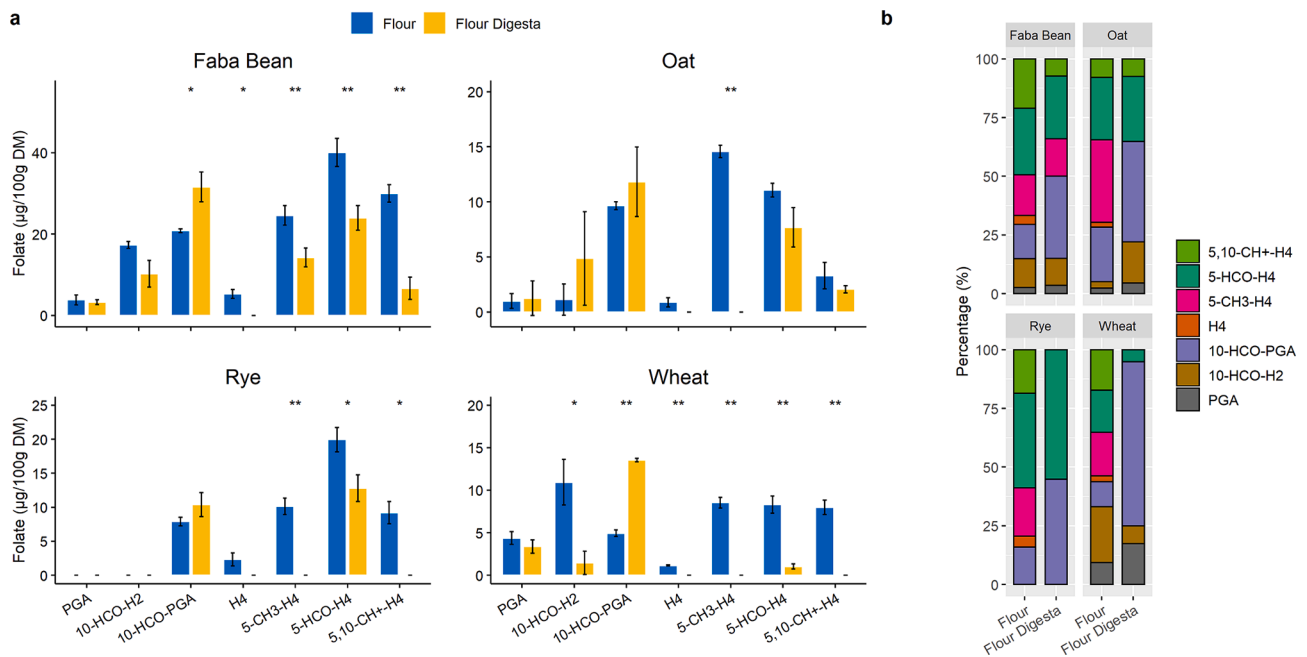 a
Flour Flour Digesta
Faba Bean
* * ** ** **
Folate (µg/100g DM)
40
20
0
Oat
**
20
15
10
5
0
Rye
** * *
Folate (µg/100g DM)
25
20
15
10
5
0
PGA 10-HCO-H2 10-HCO-PGA H4 5-CH3-H4 5-HCO-H4 5,10-CH+-H4
Wheat
* ** ** ** ** **
20
15
10
5
0
PGA 10-HCO-H2 10-HCO-PGA H4 5-CH3-H4 5-HCO-H4 5,10-CH+-H4
b
Faba Bean Oat
100
75
50
25
0
Percentage (%)
Rye Wheat
100
75
50
25
0
Flour Flour Digesta Flour Flour Digesta
5,10-CH+-H4
5-HCO-H4
5-CH3-H4
H4
10-HCO-PGA
10-HCO-H2
PGA